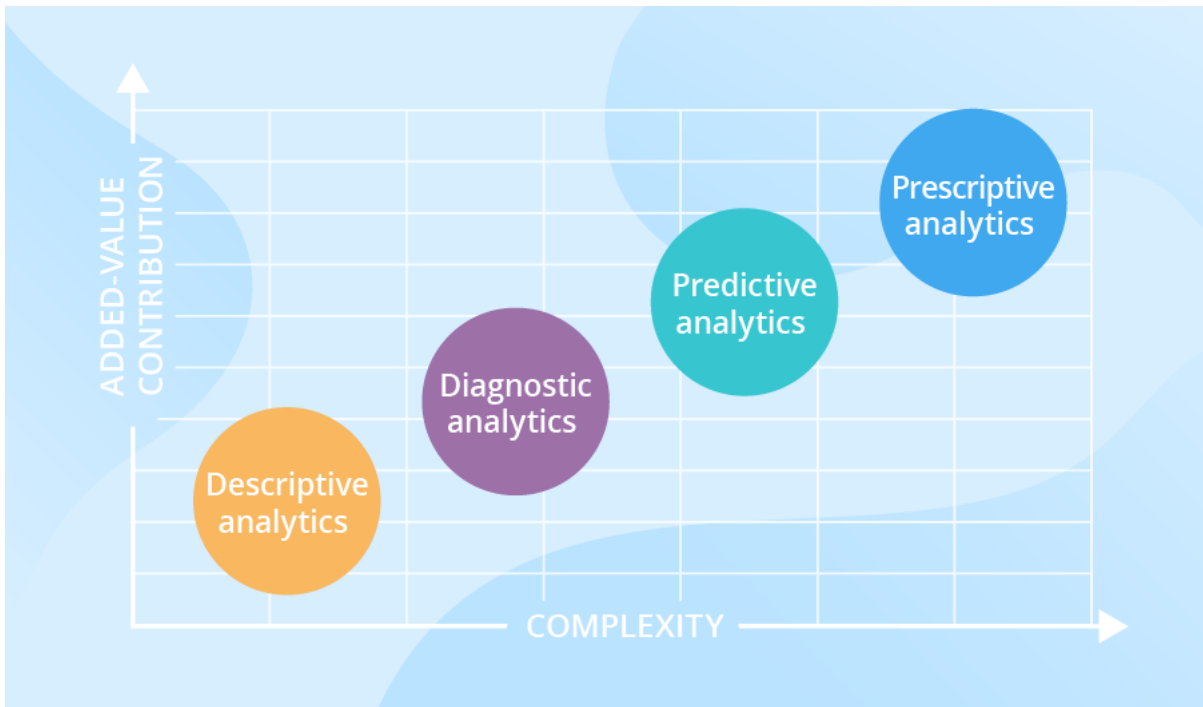 ADDED-VALUE
CONTRIBUTION
Prescriptive
analytics
Predictive
analytics
Diagnostic
analytics
Descriptive
analytics
COMPLEXITY